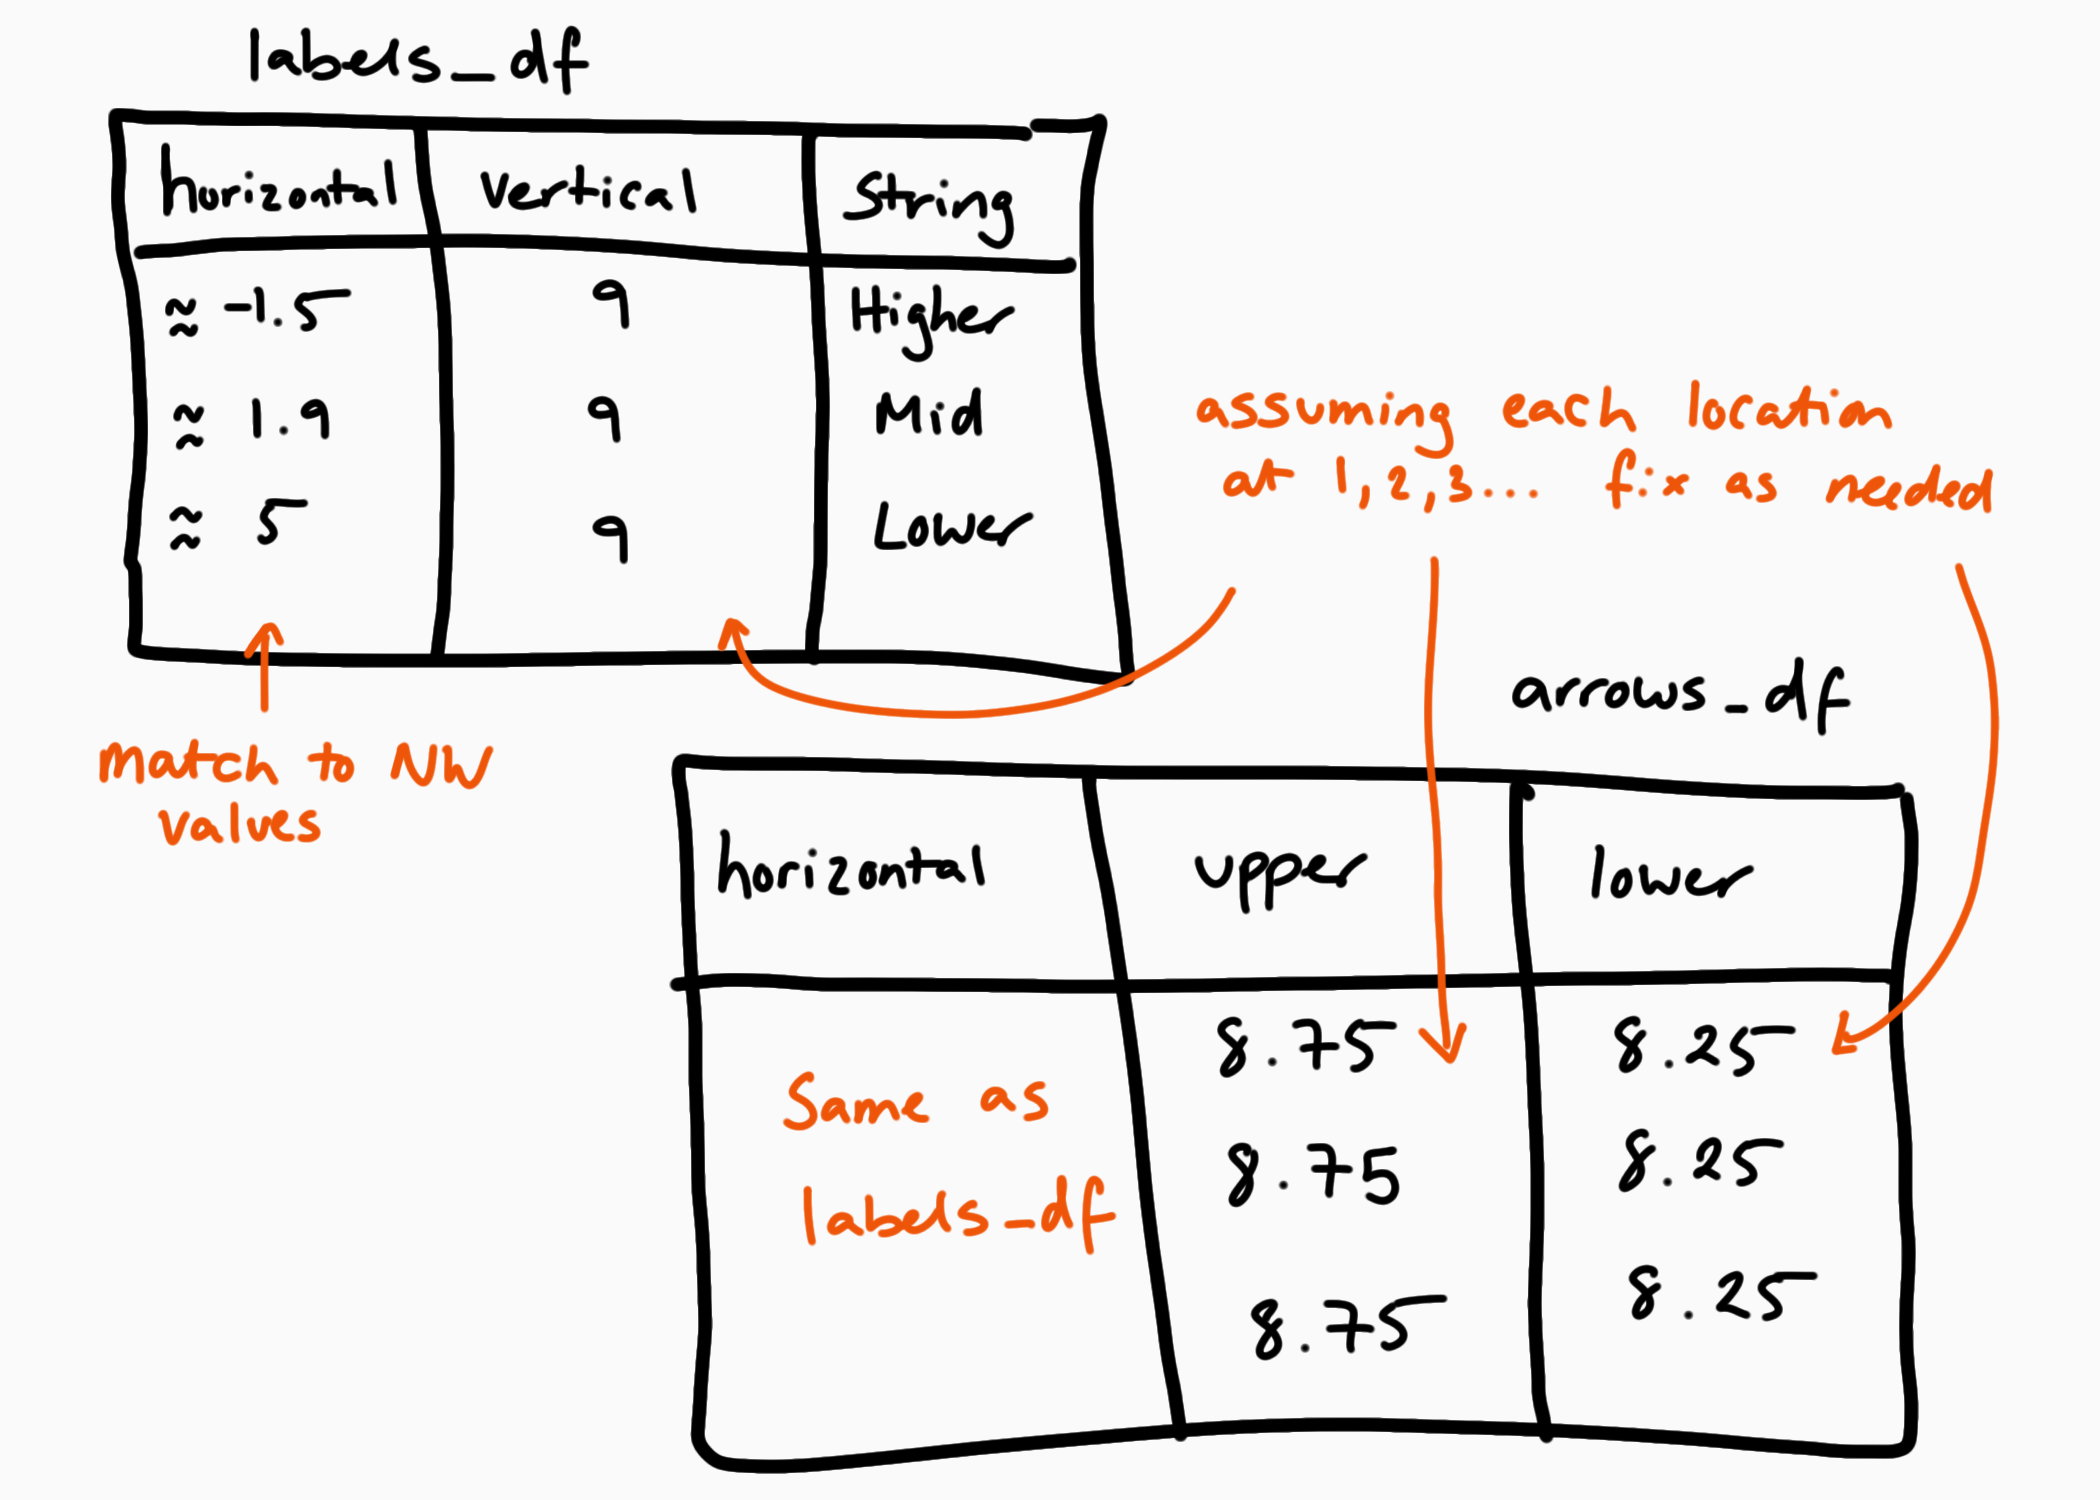 labels_df
horizontal vertical String
≈ -1.5 9 Higher
≈ 1.9 9 Mid
≈ 5 9 Lower
assuming each location
at 1, 2, 3... fix as needed
match to NW
values
arrows_df
horizontal upper lower
8.75 8.25
Same as
labels_df
8.75 8.25
8.75 8.25